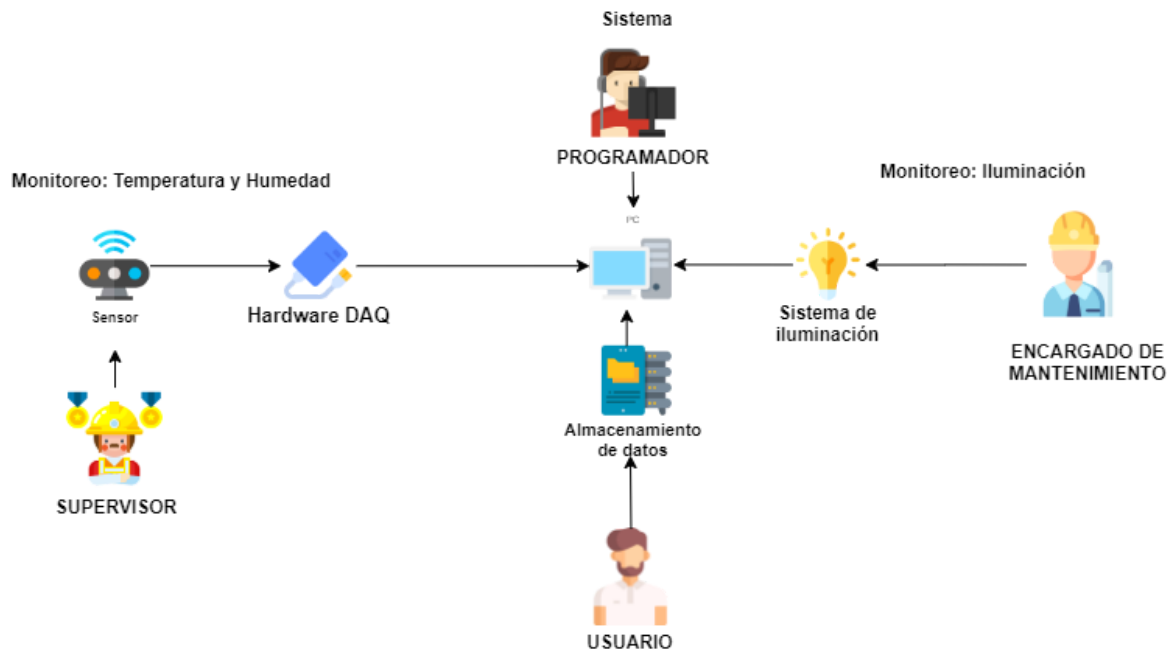 Sistema
PROGRAMADOR
Monitoreo: Temperatura y Humedad
Monitoreo: Iluminación
PC
Sensor
Hardware DAQ
Sistema de
iluminación
ENCARGADO DE
MANTENIMIENTO
Almacenamiento
de datos
SUPERVISOR
USUARIO